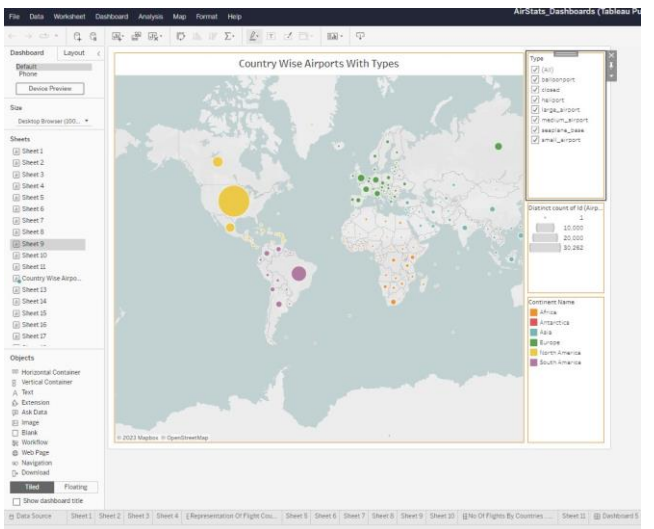 AirStats_Dashboards (Tableau Pu
File Data Worksheet Dashboard Analysis Map Format Help
Dashboard Layout
Default
Phone
Device Preview
Size
Desktop Browser (100...
Sheets
Sheet 1
Sheet 2
Sheet 3
Sheet 4
Sheet 5
Sheet 6
Sheet 7
Sheet 8
Sheet 9
Sheet 10
Sheet 11
Country Wise Airpo...
Sheet 13
Sheet 14
Sheet 15
Sheet 16
Sheet 17
Objects
Horizontal Container
Vertical Container
A Text
Extension
Ask Data
Image
Blank
Workflow
Web Page
Navigation
Download
Tiled Floating
Show dashboard title
Country Wise Airports With Types
© 2023 Mapbox © OpenStreetMap
Type
(All)
balloonport
closed
heliport
large_airport
medium_airport
seaplane_base
small_airport
Distinct count of Id (Airp...
1
10,000
20,000
30,262
Continent Name
Africa
Antarctica
Asia
Europe
North America
South America
Data Source Sheet 1 Sheet 2 Sheet 3 Sheet 4 Representation Of Flight Cou... Sheet 5 Sheet 6 Sheet 7 Sheet 8 Sheet 9 Sheet 10 No Of Flights By Countries ... Sheet 11 Dashboard 5